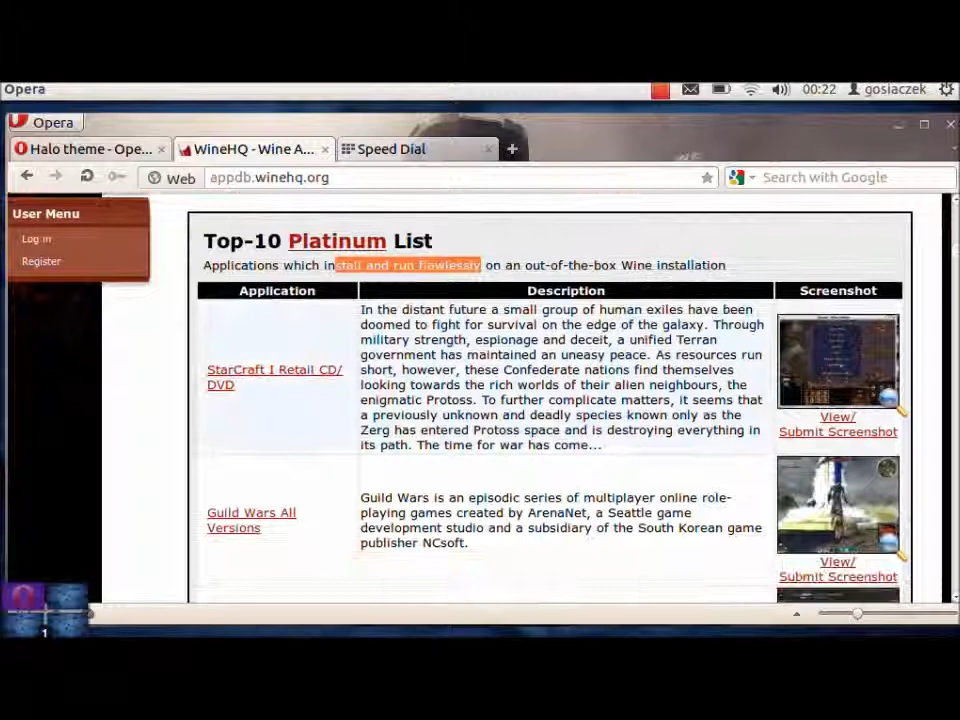 Opera
00:22
gosiaczek
Opera
Halo theme - Ope...
WineHQ - Wine A...
Speed Dial
Web
appdb.winehq.org
Search with Google
User Menu
Log in
Register
Top-10 Platinum List
Applications which install and run flawlessly on an out-of-the-box Wine installation
Application
Description
Screenshot
StarCraft I Retail CD/
DVD
In the distant future a small group of human exiles have been
doomed to fight for survival on the edge of the galaxy. Through
military strength, espionage and deceit, a unified Terran
government has maintained an uneasy peace. As resources run
short, however, these Confederate nations find themselves
looking towards the rich worlds of their alien neighbours, the
enigmatic Protoss. To further complicate matters, it seems that
a previously unknown and deadly species known only as the
Zerg has entered Protoss space and is destroying everything in
its path. The time for war has come...
View/
Submit Screenshot
Guild Wars All
Versions
Guild Wars is an episodic series of multiplayer online role-
playing games created by ArenaNet, a Seattle game
development studio and a subsidiary of the South Korean game
publisher NCsoft.
View/
Submit Screenshot
1